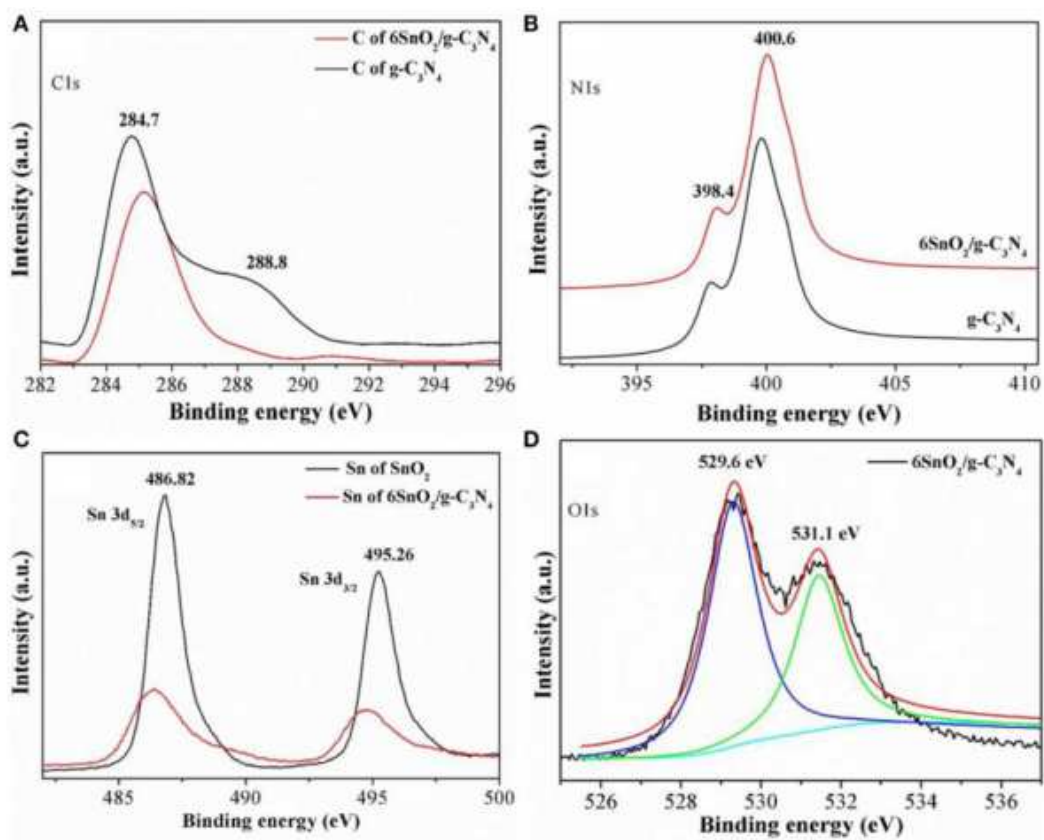 A
C of 6SnO₂/g-C₃N₄
C of g-C₃N₄
C1s
284.7
288.8
Intensity (a.u.)
282 284 286 288 290 292 294 296
Binding energy (eV)
B
400.6
N1s
398.4
6SnO₂/g-C₃N₄
g-C₃N₄
Intensity (a.u.)
395 400 405 410
Binding energy (eV)
C
Sn of SnO₂
Sn of 6SnO₂/g-C₃N₄
486.82
Sn 3d₅/₂
495.26
Sn 3d₃/₂
Intensity (a.u.)
485 490 495 500
Binding energy (eV)
D
529.6 eV
6SnO₂/g-C₃N₄
O1s
531.1 eV
Intensity (a.u.)
526 528 530 532 534 536
Binding energy (eV)